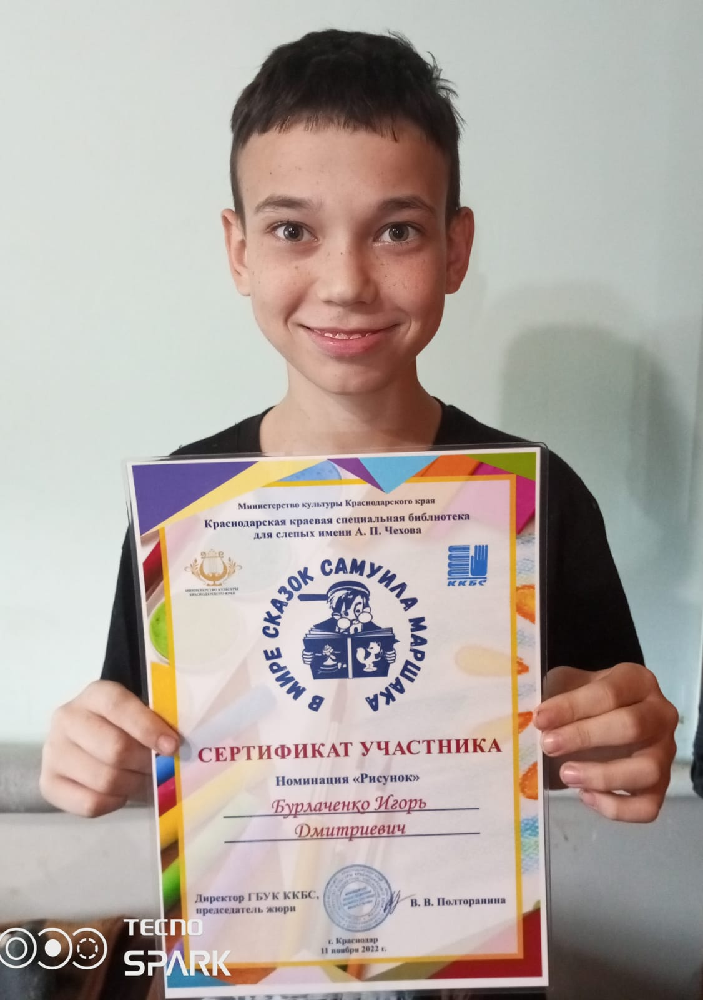 Министерство культуры Краснодарского края
Краснодарская краевая специальная библиотека
для слепых имени А. П. Чехова
МИНИСТЕРСТВО КУЛЬТУРЫ
КРАСНОДАРСКОГО КРАЯ
ККБС
В МИРЕ СКАЗОК САМУИЛА МАРШАКА
СЕРТИФИКАТ УЧАСТНИКА
Номинация «Рисунок»
Бурлаченко Игорь
Дмитриевич
Директор ГБУК ККБС,
председатель жюри
В. В. Полторанина
г. Краснодар
11 ноября 2022 г.
TECNO
SPARK